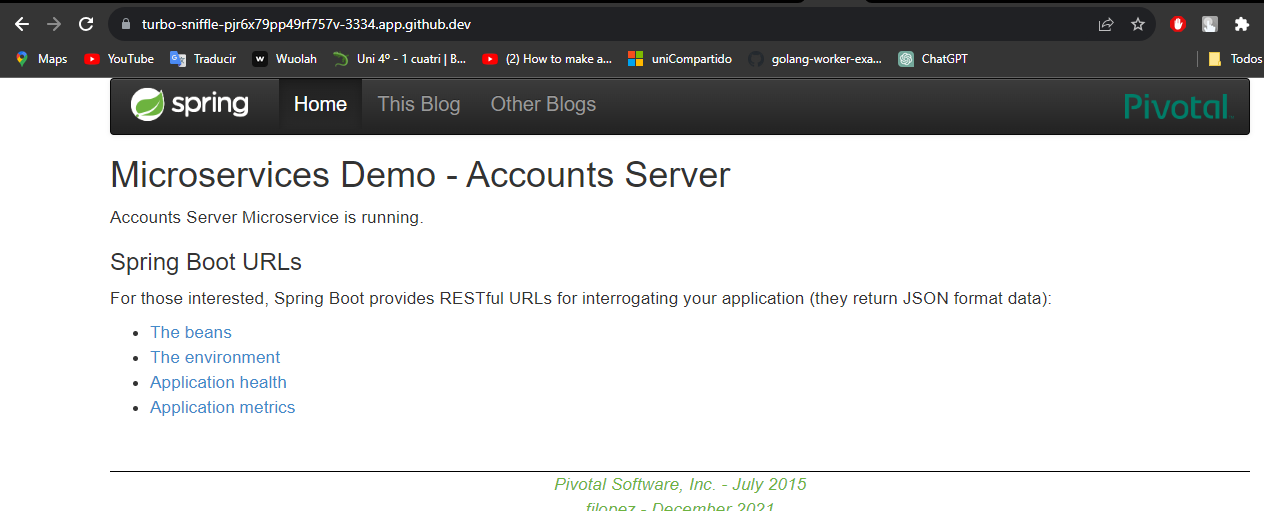 turbo-sniffle-pjr6x79pp49rf757v-3334.app.github.dev
Maps YouTube Traducir w Wuolah Uni 4º - 1 cuatri | B... (2) How to make a... uniCompartido golang-worker-exa... ChatGPT Todos
spring Home This Blog Other Blogs Pivotal
Microservices Demo - Accounts Server
Accounts Server Microservice is running.
Spring Boot URLs
For those interested, Spring Boot provides RESTful URLs for interrogating your application (they return JSON format data):
• The beans
• The environment
• Application health
• Application metrics
Pivotal Software, Inc. - July 2015
filopez - December 2021